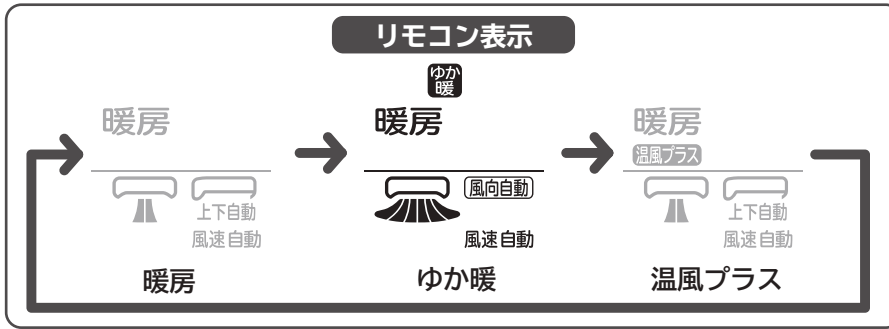 リモコン表示
ゆか
暖
暖房
上下自動
風速自動
暖房
暖房
風向自動
風速自動
ゆか暖
暖房
温風プラス
上下自動
風速自動
温風プラス